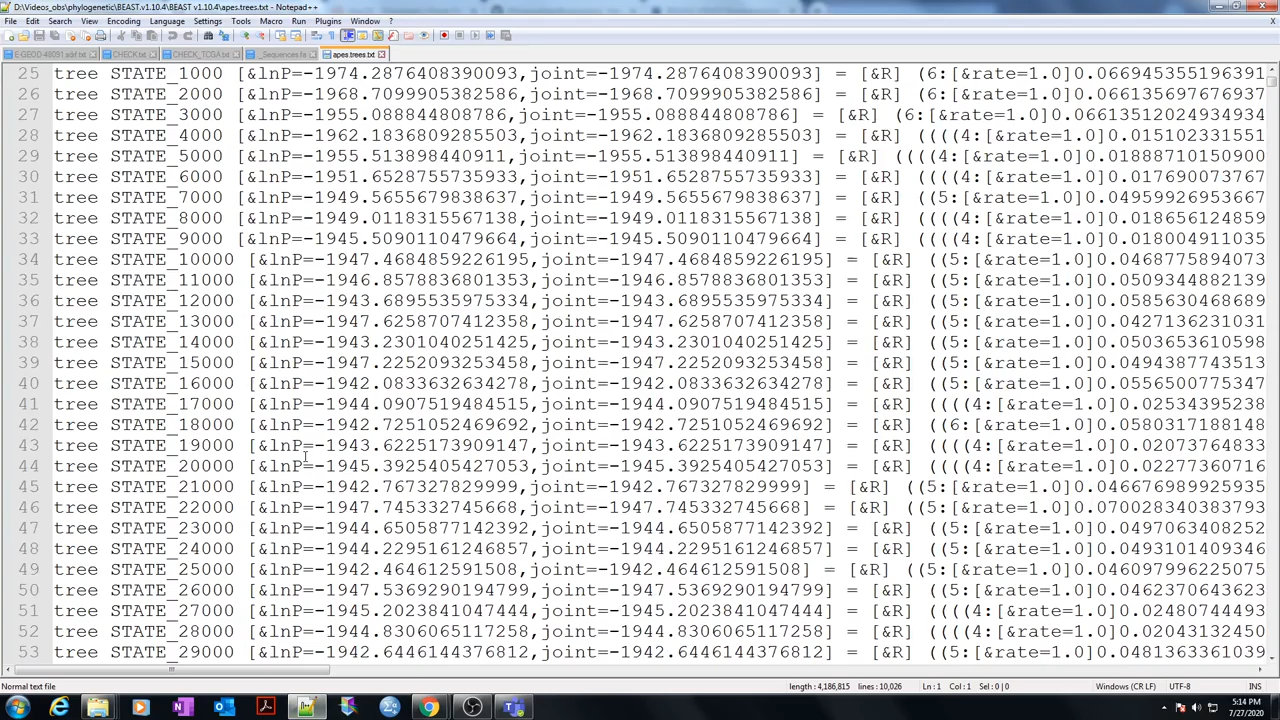 D:\Videos_obs\phylogenetic\BEAST.v1.10.4\BEAST v1.10.4\apes.trees.txt - Notepad++
File Edit Search View Encoding Language Settings Tools Macro Run Plugins Window ?
E-GEOD-48091.sdrf.txt CHECK.txt CHECK_TCGA.txt _Sequences.fa apes.trees.txt
25 tree STATE_1000 [&lnP=-1974.2876408390093,joint=-1974.2876408390093] = [&R] (6:[&rate=1.0]0.066945355196391
26 tree STATE_2000 [&lnP=-1968.7099905382586,joint=-1968.7099905382586] = [&R] (6:[&rate=1.0]0.066135697676937
27 tree STATE_3000 [&lnP=-1955.088844808786,joint=-1955.088844808786] = [&R] (6:[&rate=1.0]0.06613512024934934
28 tree STATE_4000 [&lnP=-1962.1836809285503,joint=-1962.1836809285503] = [&R] ((((4:[&rate=1.0]0.015102331551
29 tree STATE_5000 [&lnP=-1955.513898440911,joint=-1955.513898440911] = [&R] ((((4:[&rate=1.0]0.01888710150900
30 tree STATE_6000 [&lnP=-1951.6528755735933,joint=-1951.6528755735933] = [&R] ((((4:[&rate=1.0]0.017690073767
31 tree STATE_7000 [&lnP=-1949.5655679838637,joint=-1949.5655679838637] = [&R] ((5:[&rate=1.0]0.04959926953667
32 tree STATE_8000 [&lnP=-1949.0118315567138,joint=-1949.0118315567138] = [&R] ((((4:[&rate=1.0]0.018656124859
33 tree STATE_9000 [&lnP=-1945.5090110479664,joint=-1945.5090110479664] = [&R] ((((4:[&rate=1.0]0.018004911035
34 tree STATE_10000 [&lnP=-1947.4684859226195,joint=-1947.4684859226195] = [&R] ((5:[&rate=1.0]0.0468775894073
35 tree STATE_11000 [&lnP=-1946.8578836801353,joint=-1946.8578836801353] = [&R] ((5:[&rate=1.0]0.0509344882139
36 tree STATE_12000 [&lnP=-1943.6895535975334,joint=-1943.6895535975334] = [&R] ((5:[&rate=1.0]0.0585630468689
37 tree STATE_13000 [&lnP=-1947.6258707412358,joint=-1947.6258707412358] = [&R] ((5:[&rate=1.0]0.0427136231031
38 tree STATE_14000 [&lnP=-1943.2301040251425,joint=-1943.2301040251425] = [&R] ((5:[&rate=1.0]0.0503653610598
39 tree STATE_15000 [&lnP=-1947.2252093253458,joint=-1947.2252093253458] = [&R] ((5:[&rate=1.0]0.0494387743513
40 tree STATE_16000 [&lnP=-1942.0833632634278,joint=-1942.0833632634278] = [&R] ((5:[&rate=1.0]0.0556500775347
41 tree STATE_17000 [&lnP=-1944.0907519484515,joint=-1944.0907519484515] = [&R] ((((4:[&rate=1.0]0.02534395238
42 tree STATE_18000 [&lnP=-1942.7251052469692,joint=-1942.7251052469692] = [&R] ((6:[&rate=1.0]0.0580317188148
43 tree STATE_19000 [&lnP=-1943.6225173909147,joint=-1943.6225173909147] = [&R] ((((4:[&rate=1.0]0.02073764833
44 tree STATE_20000 [&lnP=-1945.3925405427053,joint=-1945.3925405427053] = [&R] ((((4:[&rate=1.0]0.02277360716
45 tree STATE_21000 [&lnP=-1942.767327829999,joint=-1942.767327829999] = [&R] ((5:[&rate=1.0]0.04667698992593​5
46 tree STATE_22000 [&lnP=-1947.745332745668,joint=-1947.745332745668] = [&R] ((5:[&rate=1.0]0.070028340383793
47 tree STATE_23000 [&lnP=-1944.6505877142392,joint=-1944.6505877142392] = [&R] ((5:[&rate=1.0]0.0497063408252
48 tree STATE_24000 [&lnP=-1944.2295161246857,joint=-1944.2295161246857] = [&R] ((5:[&rate=1.0]0.0493101409346
49 tree STATE_25000 [&lnP=-1942.464612591508,joint=-1942.464612591508] = [&R] ((5:[&rate=1.0]0.046097996225075
50 tree STATE_26000 [&lnP=-1947.5369290194799,joint=-1947.5369290194799] = [&R] ((5:[&rate=1.0]0.0462370643623
51 tree STATE_27000 [&lnP=-1945.2023841047444,joint=-1945.2023841047444] = [&R] ((((4:[&rate=1.0]0.02480744493
52 tree STATE_28000 [&lnP=-1944.8306065117258,joint=-1944.8306065117258] = [&R] ((((4:[&rate=1.0]0.02043132450
53 tree STATE_29000 [&lnP=-1942.6446144376812,joint=-1942.6446144376812] = [&R] ((5:[&rate=1.0]0.0481363361039
Normal text file length : 4,186,815 lines : 10,026 Ln : 1 Col : 1 Sel : 0 | 0 Windows (CR LF) UTF-8 INS
5:14 PM
7/27/2020